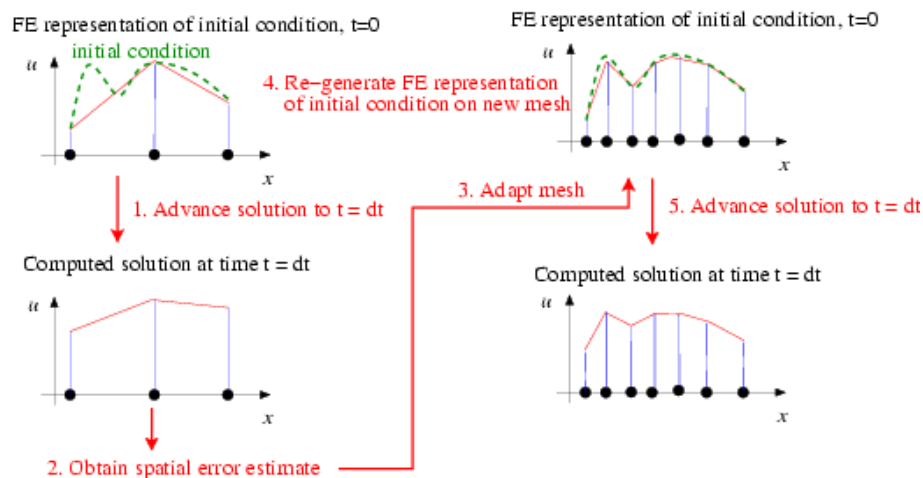 FE representation of initial condition, t=0
initial condition
u
x
1. Advance solution to t = dt
Computed solution at time t = dt
u
x
2. Obtain spatial error estimate
3. Adapt mesh
FE representation of initial condition, t=0
4. Re-generate FE representation
of initial condition on new mesh
u
x
5. Advance solution to t = dt
Computed solution at time t = dt
u
x